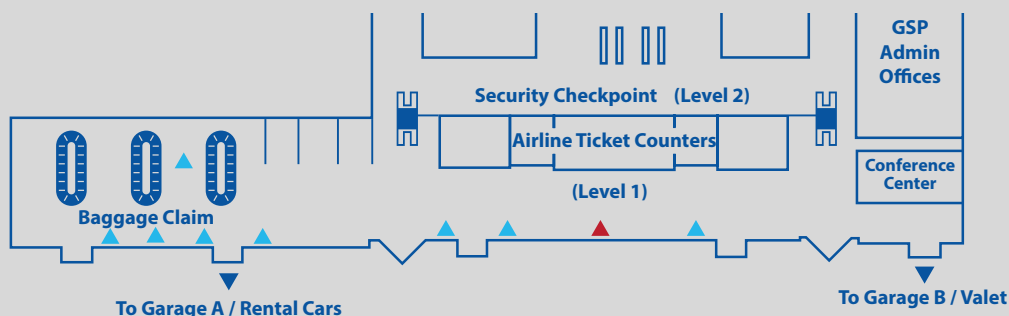 GSP
Admin
Offices
Security Checkpoint (Level 2)
Airline Ticket Counters
Conference
Center
(Level 1)
Baggage Claim
To Garage A / Rental Cars
To Garage B / Valet